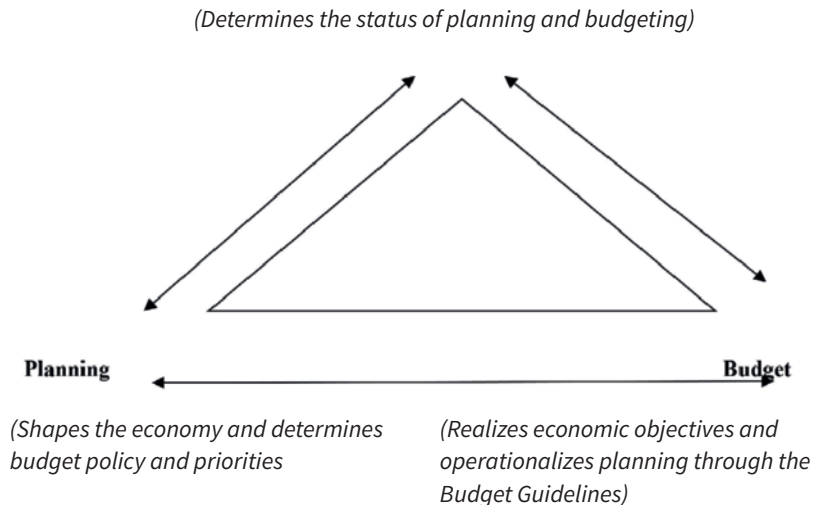 (Determines the status of planning and budgeting)
Planning
Budget
(Shapes the economy and determines
budget policy and priorities
(Realizes economic objectives and
operationalizes planning through the
Budget Guidelines)